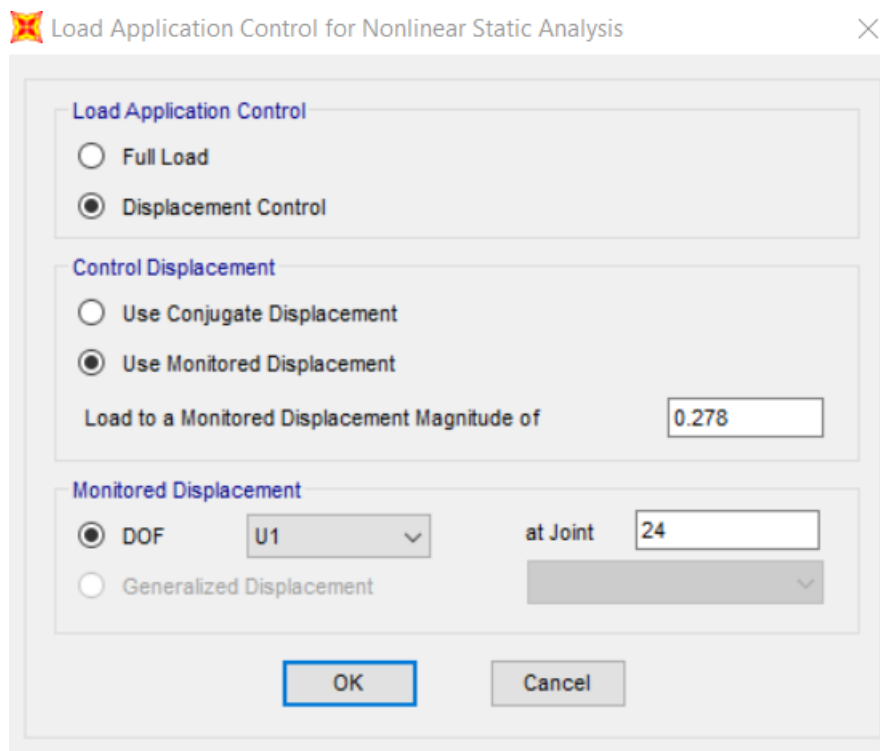 Load Application Control for Nonlinear Static Analysis
Load Application Control
Full Load
Displacement Control
Control Displacement
Use Conjugate Displacement
Use Monitored Displacement
Load to a Monitored Displacement Magnitude of 0.278
Monitored Displacement
DOF U1 at Joint 24
Generalized Displacement
OK Cancel